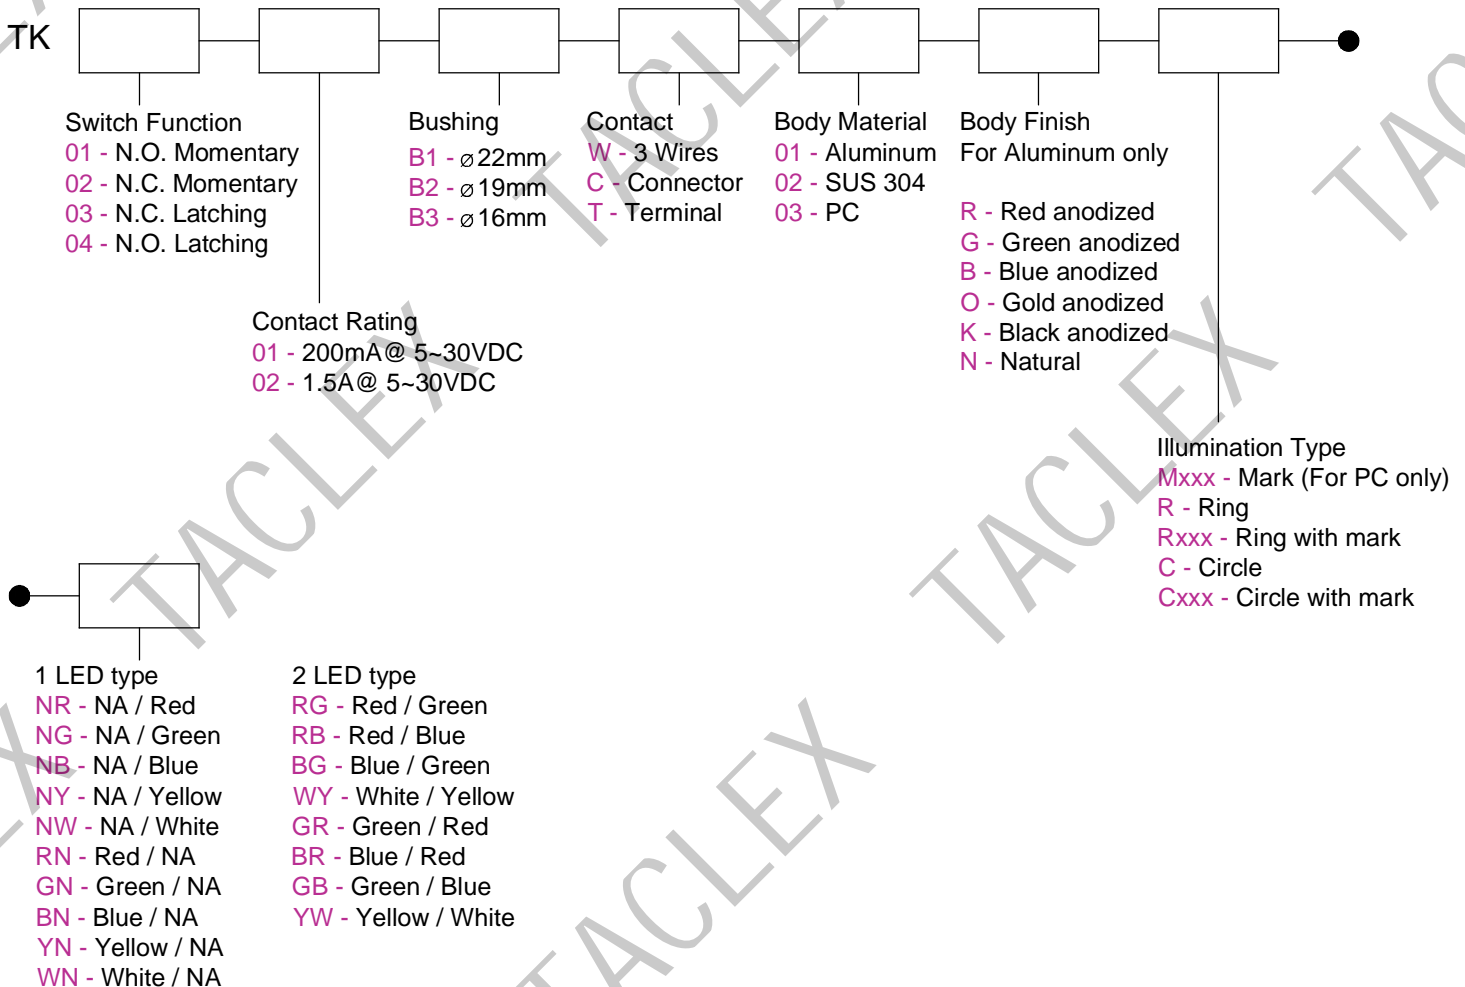 TK
Switch Function
01 - N.O. Momentary
02 - N.C. Momentary
03 - N.C. Latching
04 - N.O. Latching
Contact Rating
01 - 200mA@ 5~30VDC
02 - 1.5A@ 5~30VDC
Bushing
B1 - ⌀22mm
B2 - ⌀19mm
B3 - ⌀16mm
Contact
W - 3 Wires
C - Connector
T - Terminal
Body Material
01 - Aluminum
02 - SUS 304
03 - PC
Body Finish
For Aluminum only
R - Red anodized
G - Green anodized
B - Blue anodized
O - Gold anodized
K - Black anodized
N - Natural
Illumination Type
Mxxx - Mark (For PC only)
R - Ring
Rxxx - Ring with mark
C - Circle
Cxxx - Circle with mark
1 LED type
NR - NA / Red
NG - NA / Green
NB - NA / Blue
NY - NA / Yellow
NW - NA / White
RN - Red / NA
GN - Green / NA
BN - Blue / NA
YN - Yellow / NA
WN - White / NA
2 LED type
RG - Red / Green
RB - Red / Blue
BG - Blue / Green
WY - White / Yellow
GR - Green / Red
BR - Blue / Red
GB - Green / Blue
YW - Yellow / White
TACLEX
TACLEX
TACLEX
TACLEX